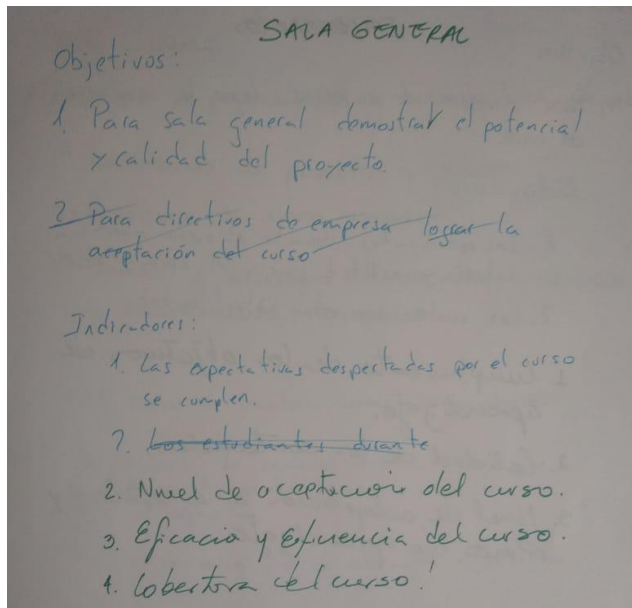 SALA GENERAL
Objetivos:
1. Para sala general demostrar el potencial
y calidad del proyecto.
2 Para directivos de empresa lograr la
aceptación del curso
Indicadores:
1. Las expectativas despertadas por el curso
se cumplen.
2. Los estudiantes durante
2. Nivel de aceptacion del curso.
3. Eficacia y Eficiencia del curso.
4. Cobertura del curso!